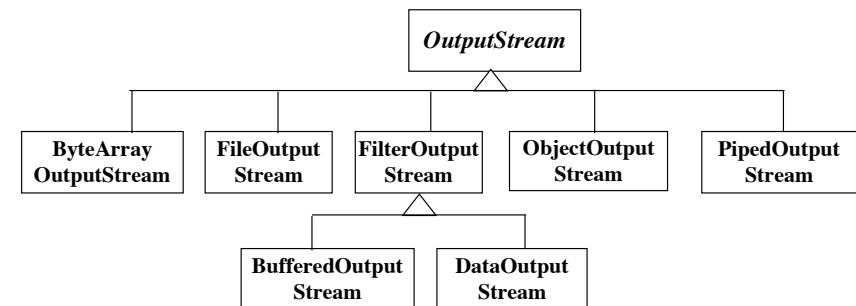 OutputStream
ByteArray
OutputStream
FileOutput
Stream
FilterOutput
Stream
ObjectOutput
Stream
PipedOutput
Stream
BufferedOutput
Stream
DataOutput
Stream